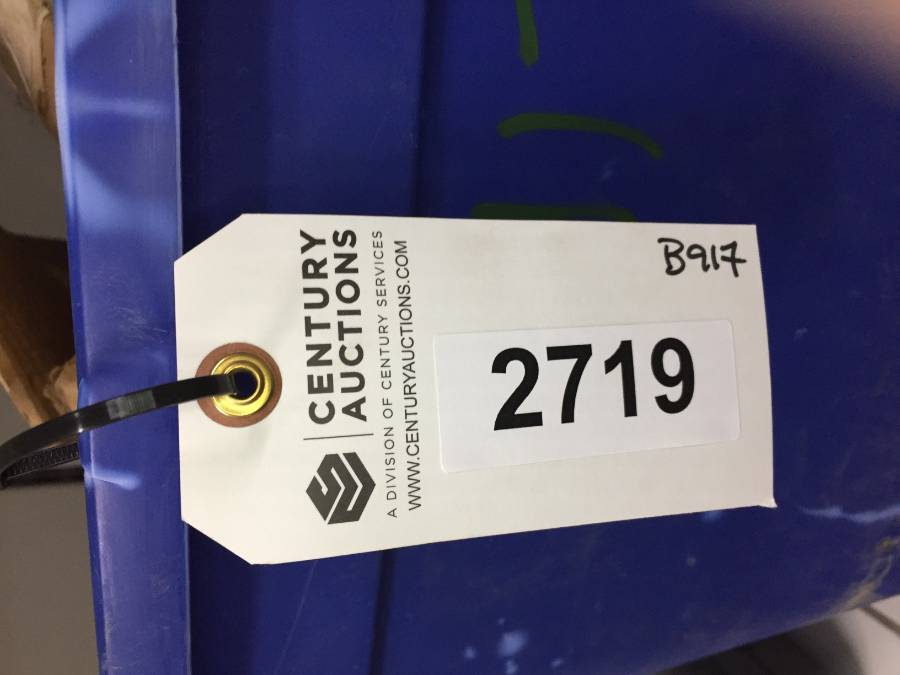 CENTURY
AUCTIONS
A DIVISION OF CENTURY SERVICES
WWW.CENTURYAUCTIONS.COM
B917
2719